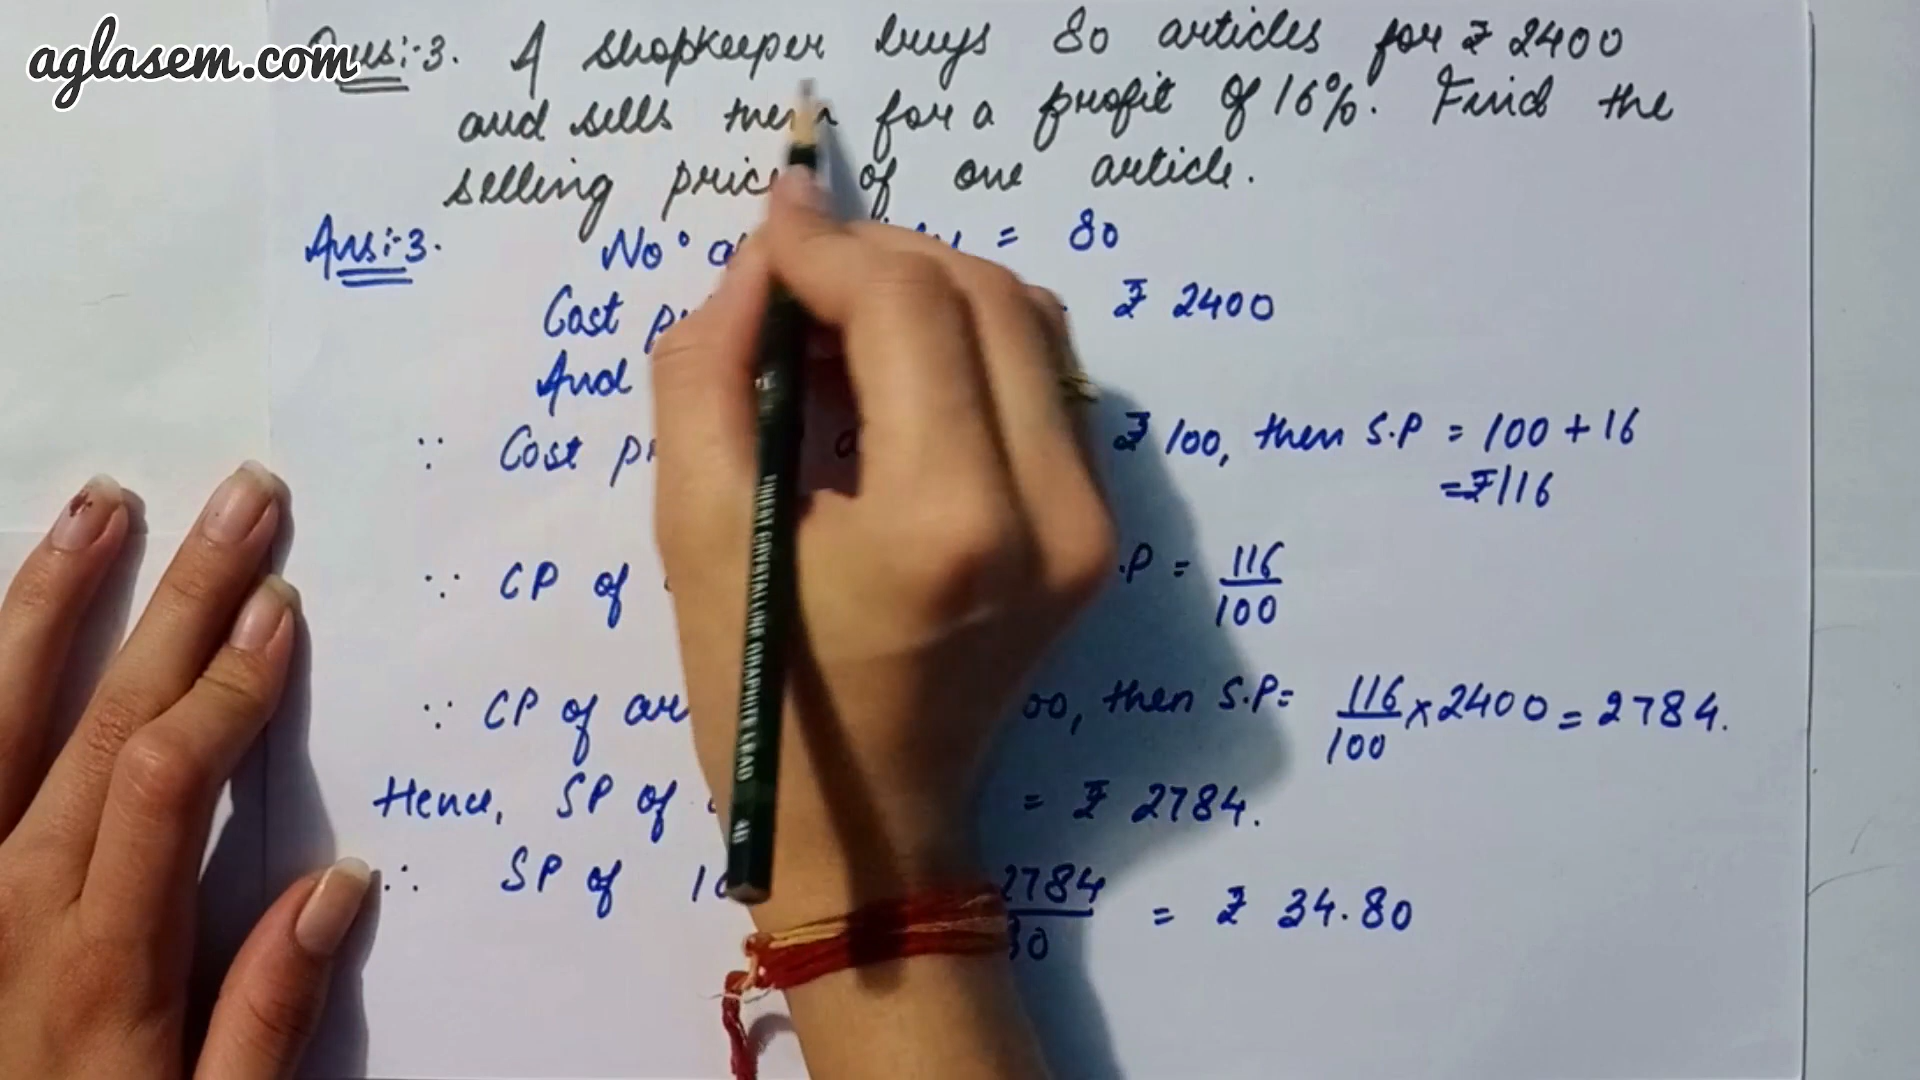 aglasem.com
:-3. A shopkeeper buys 80 articles for ₹ 2400
and sells them for a profit of 16%. Find the
selling price of one article.
Ans:-3. No. = 80
Cost ₹ 2400
And
∵ Cost ₹ 100, then S.P = 100 + 16
= ₹ 116
∵ CP of .P = 116/100
∵ CP of 00, then S.P = 116/100 × 2400 = 2784.
Hence, SP of = ₹ 2784.
∴ SP of 2784/80 = ₹ 34.80